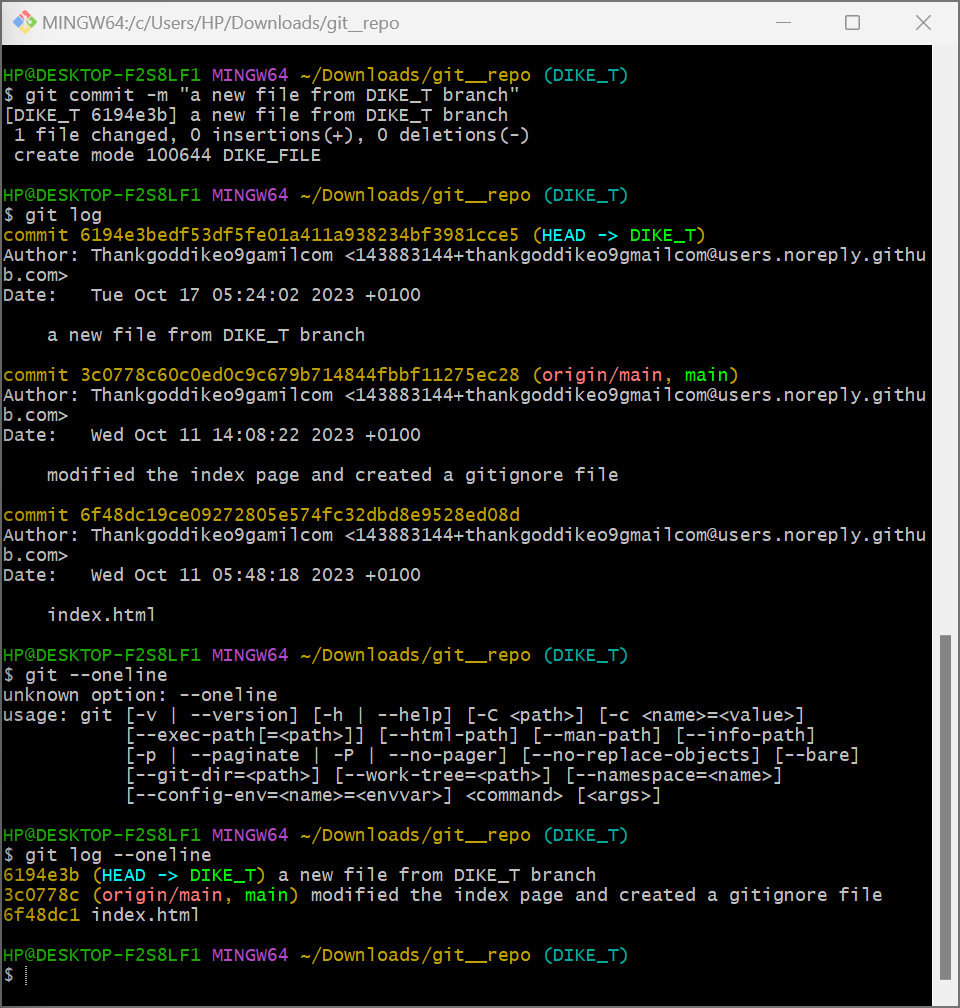 MINGW64:/c/Users/HP/Downloads/git__repo
HP@DESKTOP-F2S8LF1 MINGW64 ~/Downloads/git__repo (DIKE_T)
$ git commit -m "a new file from DIKE_T branch"
[DIKE_T 6194e3b] a new file from DIKE_T branch
 1 file changed, 0 insertions(+), 0 deletions(-)
 create mode 100644 DIKE_FILE
HP@DESKTOP-F2S8LF1 MINGW64 ~/Downloads/git__repo (DIKE_T)
$ git log
commit 6194e3bedf53df5fe01a411a938234bf3981cce5 (HEAD -> DIKE_T)
Author: Thankgoddikeo9gamilcom <143883144+thankgoddikeo9gmailcom@users.noreply.githu
b.com>
Date:   Tue Oct 17 05:24:02 2023 +0100
    a new file from DIKE_T branch
commit 3c0778c60c0ed0c9c679b714844fbbf11275ec28 (origin/main, main)
Author: Thankgoddikeo9gamilcom <143883144+thankgoddikeo9gmailcom@users.noreply.githu
b.com>
Date:   Wed Oct 11 14:08:22 2023 +0100
    modified the index page and created a gitignore file
commit 6f48dc19ce09272805e574fc32dbd8e9528ed08d
Author: Thankgoddikeo9gamilcom <143883144+thankgoddikeo9gmailcom@users.noreply.githu
b.com>
Date:   Wed Oct 11 05:48:18 2023 +0100
    index.html
HP@DESKTOP-F2S8LF1 MINGW64 ~/Downloads/git__repo (DIKE_T)
$ git --oneline
unknown option: --oneline
usage: git [-v | --version] [-h | --help] [-C <path>] [-c <name>=<value>]
           [--exec-path[=<path>]] [--html-path] [--man-path] [--info-path]
           [-p | --paginate | -P | --no-pager] [--no-replace-objects] [--bare]
           [--git-dir=<path>] [--work-tree=<path>] [--namespace=<name>]
           [--config-env=<name>=<envvar>] <command> [<args>]
HP@DESKTOP-F2S8LF1 MINGW64 ~/Downloads/git__repo (DIKE_T)
$ git log --oneline
6194e3b (HEAD -> DIKE_T) a new file from DIKE_T branch
3c0778c (origin/main, main) modified the index page and created a gitignore file
6f48dc1 index.html
HP@DESKTOP-F2S8LF1 MINGW64 ~/Downloads/git__repo (DIKE_T)
$